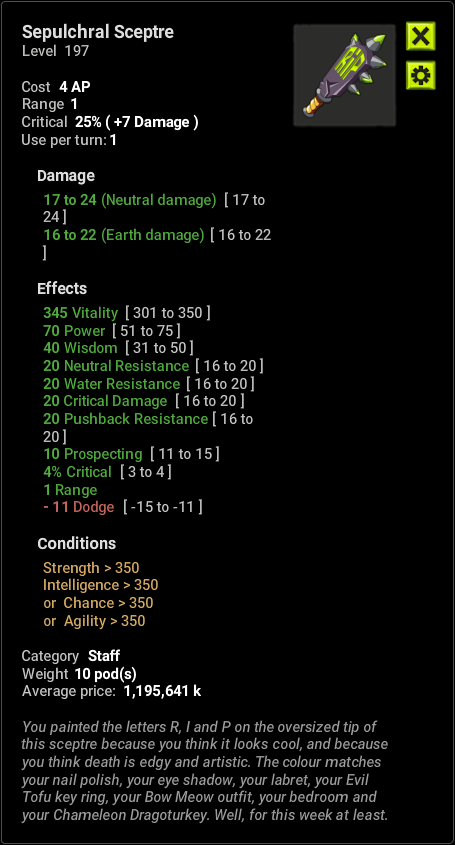 Sepulchral Sceptre
Level 197
Cost 4 AP
Range 1
Critical 25% ( +7 Damage )
Use per turn: 1
Damage
17 to 24 (Neutral damage) [ 17 to
24 ]
16 to 22 (Earth damage) [ 16 to 22
]
Effects
345 Vitality [ 301 to 350 ]
70 Power [ 51 to 75 ]
40 Wisdom [ 31 to 50 ]
20 Neutral Resistance [ 16 to 20 ]
20 Water Resistance [ 16 to 20 ]
20 Critical Damage [ 16 to 20 ]
20 Pushback Resistance [ 16 to
20 ]
10 Prospecting [ 11 to 15 ]
4% Critical [ 3 to 4 ]
1 Range
- 11 Dodge [ -15 to -11 ]
Conditions
Strength > 350
Intelligence > 350
or Chance > 350
or Agility > 350
Category Staff
Weight 10 pod(s)
Average price: 1,195,641 k
You painted the letters R, I and P on the oversized tip of
this sceptre because you think it looks cool, and because
you think death is edgy and artistic. The colour matches
your nail polish, your eye shadow, your labret, your Evil
Tofu key ring, your Bow Meow outfit, your bedroom and
your Chameleon Dragoturkey. Well, for this week at least.